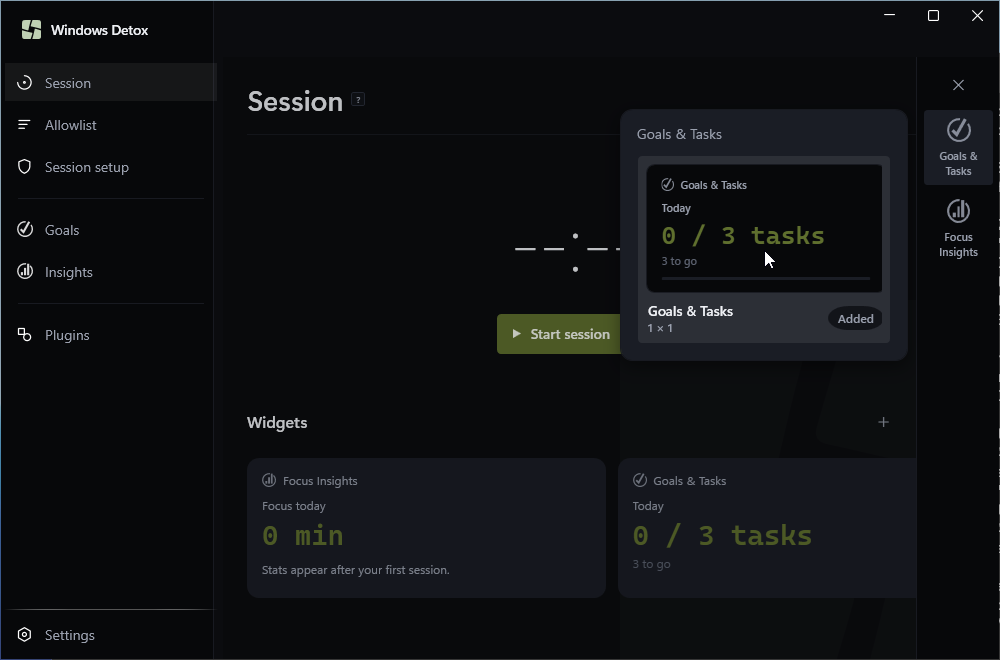 Windows Detox
Session
Allowlist
Session setup
Goals
Insights
Plugins
Settings
Session ?
Start session
Widgets
Focus Insights
Focus today
0 min
Stats appear after your first session.
Goals & Tasks
Today
0 / 3 tasks
3 to go
Goals & Tasks
Goals & Tasks
Today
0 / 3 tasks
3 to go
Goals & Tasks
1 × 1
Added
Goals &
Tasks
Focus
Insights